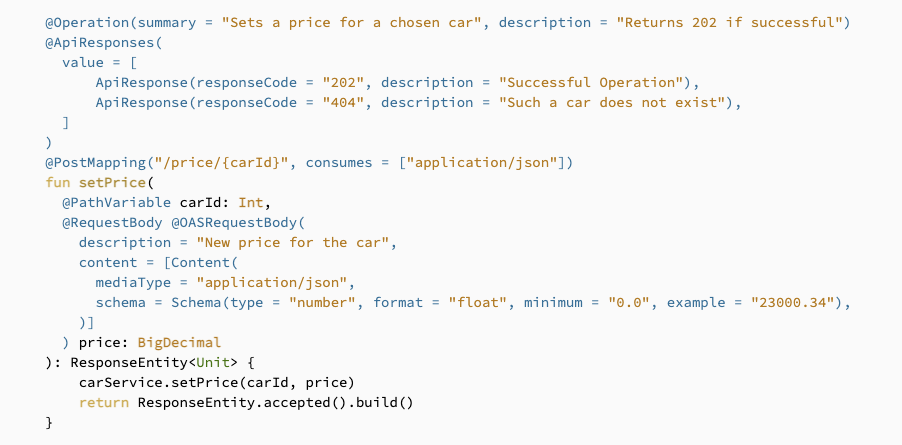 @Operation(summary = "Sets a price for a chosen car", description = "Returns 202 if successful")
@ApiResponses(
  value = [
      ApiResponse(responseCode = "202", description = "Successful Operation"),
      ApiResponse(responseCode = "404", description = "Such a car does not exist"),
  ]
)
@PostMapping("/price/{carId}", consumes = ["application/json"])
fun setPrice(
  @PathVariable carId: Int,
  @RequestBody @OASRequestBody(
    description = "New price for the car",
    content = [Content(
      mediaType = "application/json",
      schema = Schema(type = "number", format = "float", minimum = "0.0", example = "23000.34"),
    )]
  ) price: BigDecimal
): ResponseEntity<Unit> {
    carService.setPrice(carId, price)
    return ResponseEntity.accepted().build()
}